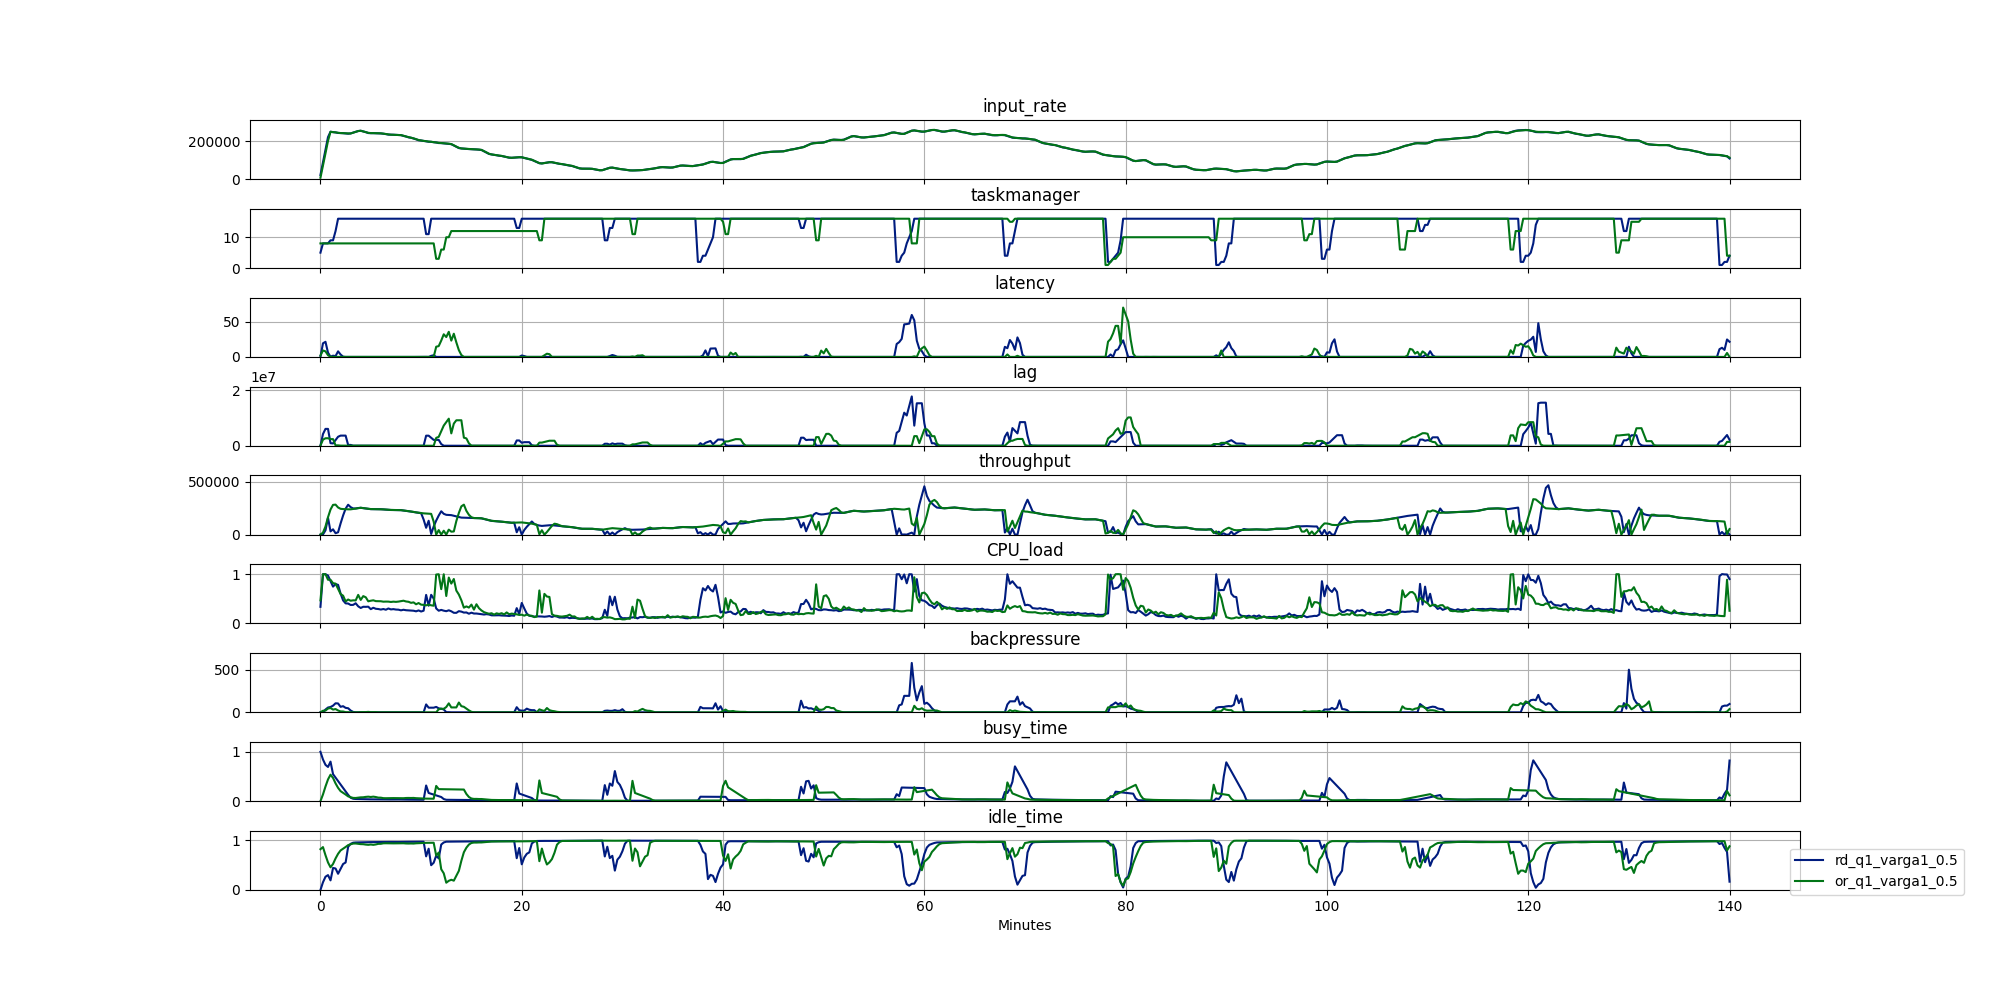 input_rate
200000
0
taskmanager
10
0
latency
50
0
1e7
lag
2
0
throughput
500000
0
CPU_load
1
0
backpressure
500
0
busy_time
1
0
idle_time
1
0
rd_q1_varga1_0.5
or_q1_varga1_0.5
0 20 40 60 80 100 120 140
Minutes